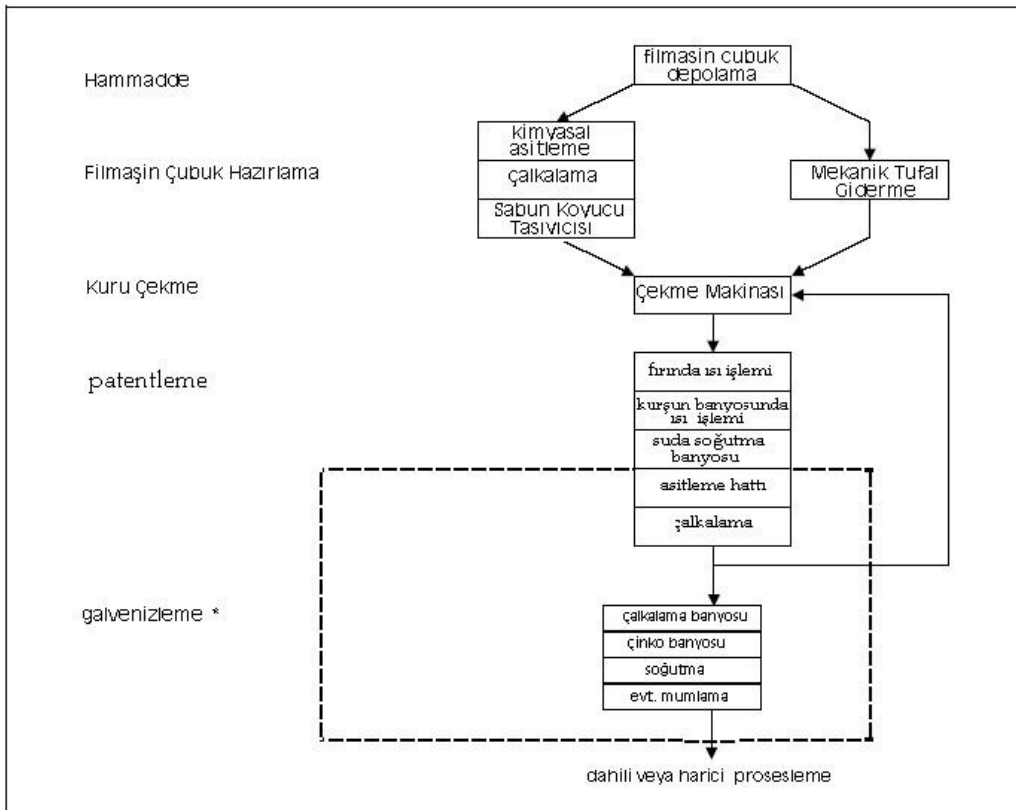 filmasin cubuk
depolama
Hammadde
kimyasal
asitleme
Filmaşin Çubuk Hazırlama
çalkalama
Mekanik Tufal
Giderme
Sabun Koyucu
Tasıyıcısı
Kuru Çekme
Çekme Makinası
patentleme
fırında ısı işlemi
kurşun banyosunda
ısı işlemi
suda soğutma
banyosu
asitleme hattı
çalkalama
galvenizleme *
çalkalama banyosu
çinko banyosu
soğutma
evt. mumlama
dahili veya harici prosesleme